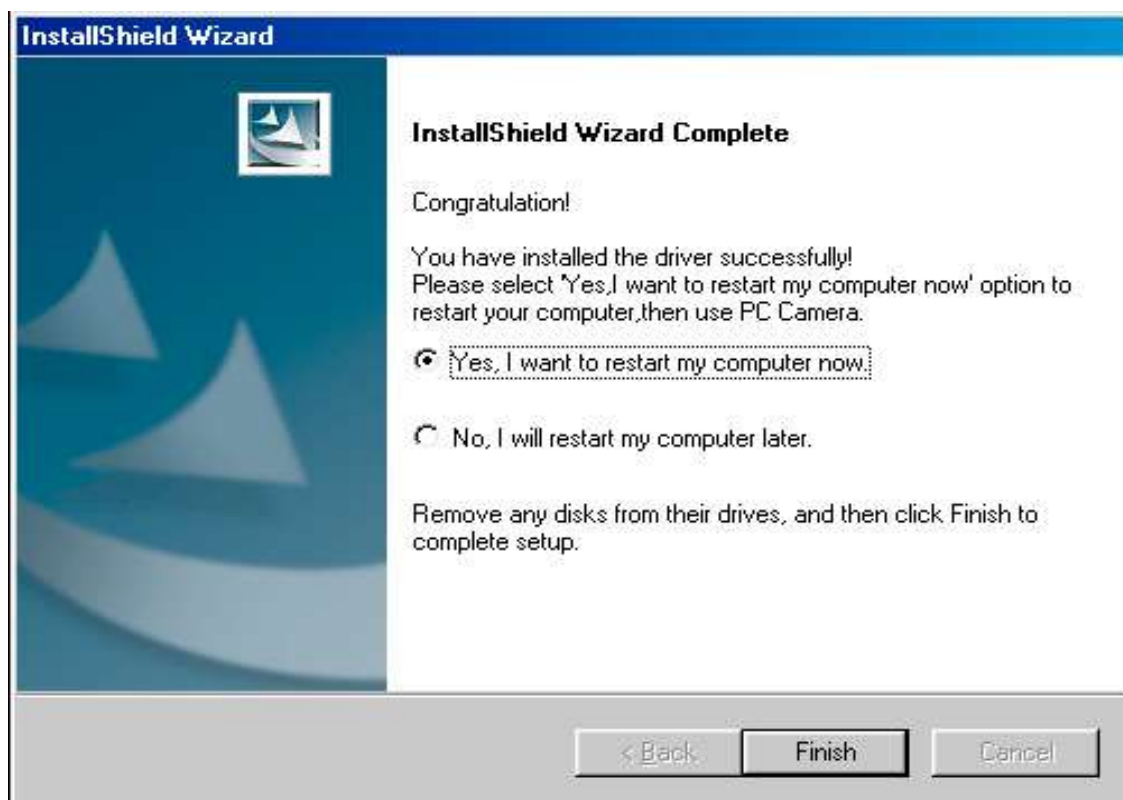 InstallShield Wizard
InstallShield Wizard Complete
Congratulation!
You have installed the driver successfully!
Please select 'Yes,I want to restart my computer now' option to
restart your computer,then use PC Camera.
Yes, I want to restart my computer now.
No, I will restart my computer later.
Remove any disks from their drives, and then click Finish to
complete setup.
< Back
Finish
Cancel